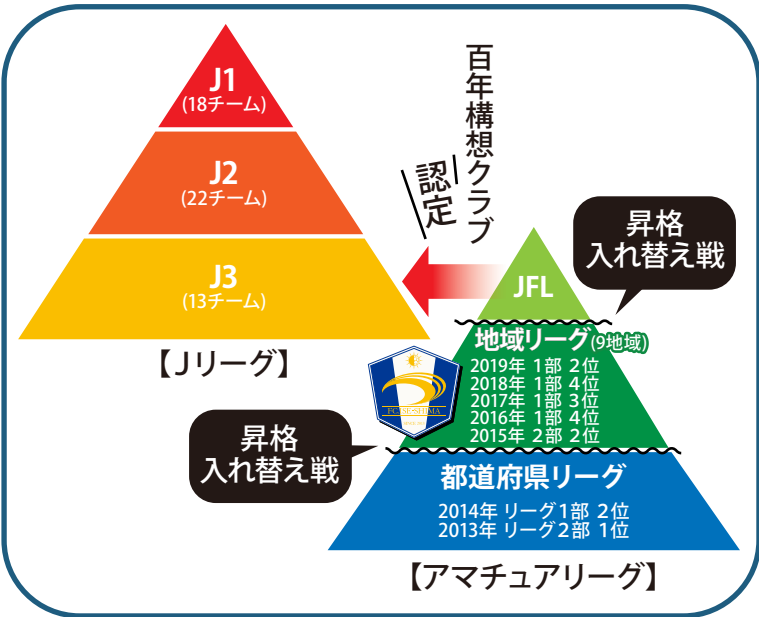 J1
(18チーム)
J2
(22チーム)
J3
(13チーム)
【Jリーグ】
百年構想クラブ
認定
昇格
入れ替え戦
JFL
地域リーグ(9地域)
2019年 1部 2位
2018年 1部 4位
2017年 1部 3位
2016年 1部 4位
2015年 2部 2位
FC.ISE-SHIMA
昇格
入れ替え戦
都道府県リーグ
2014年 リーグ1部 2位
2013年 リーグ2部 1位
【アマチュアリーグ】